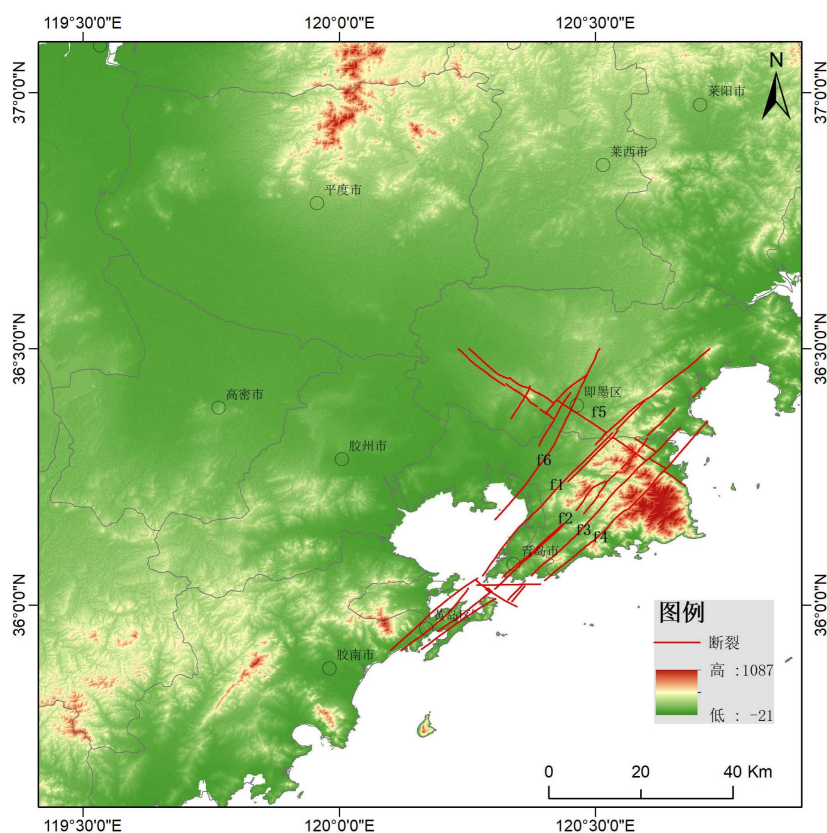 119°30'0"E
120°0'0"E
120°30'0"E
37°0'0"N
37°0'0"N
N
莱阳市
莱西市
平度市
36°30'0"N
36°30'0"N
高密市
即墨区
f5
胶州市
f6
f1
f2
f3
f4
青岛市
36°0'0"N
36°0'0"N
黄岛区
胶南市
图例
断裂
高 :1087
低 : -21
0 20 40 Km
119°30'0"E
120°0'0"E
120°30'0"E